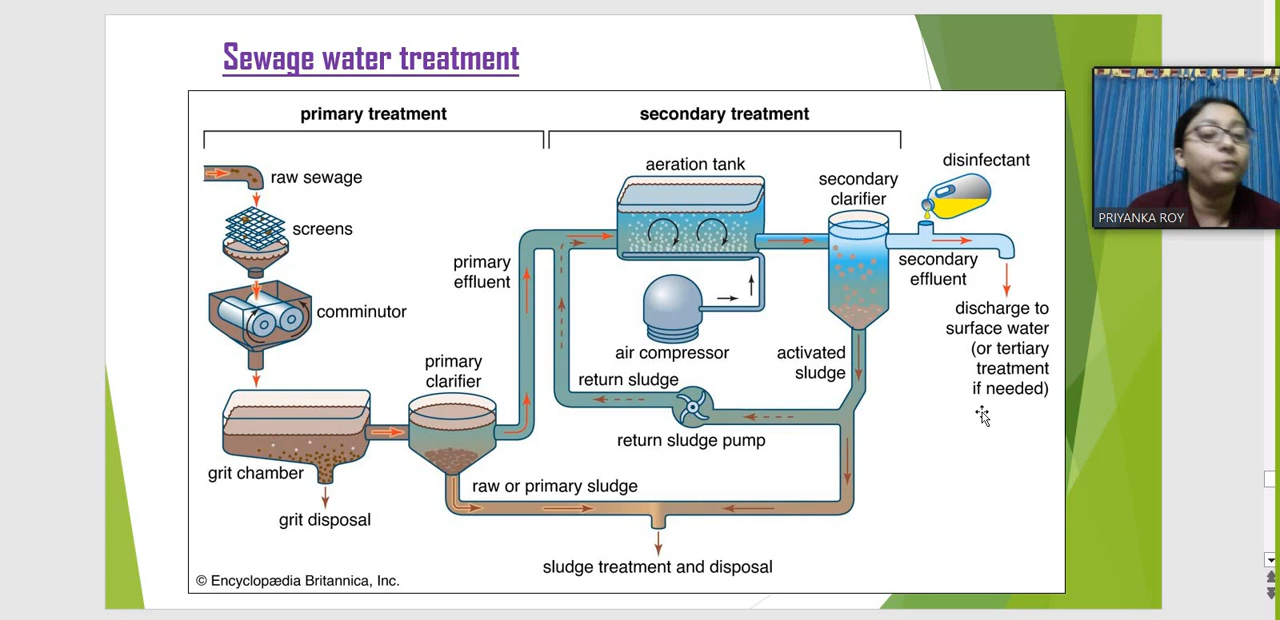 Sewage water treatment
primary treatment
secondary treatment
raw sewage
screens
comminutor
grit chamber
grit disposal
primary
clarifier
raw or primary sludge
primary
effluent
aeration tank
air compressor
return sludge
return sludge pump
secondary
clarifier
activated
sludge
disinfectant
secondary
effluent
discharge to
surface water
(or tertiary
treatment
if needed)
sludge treatment and disposal
© Encyclopædia Britannica, Inc.
PRIYANKA ROY